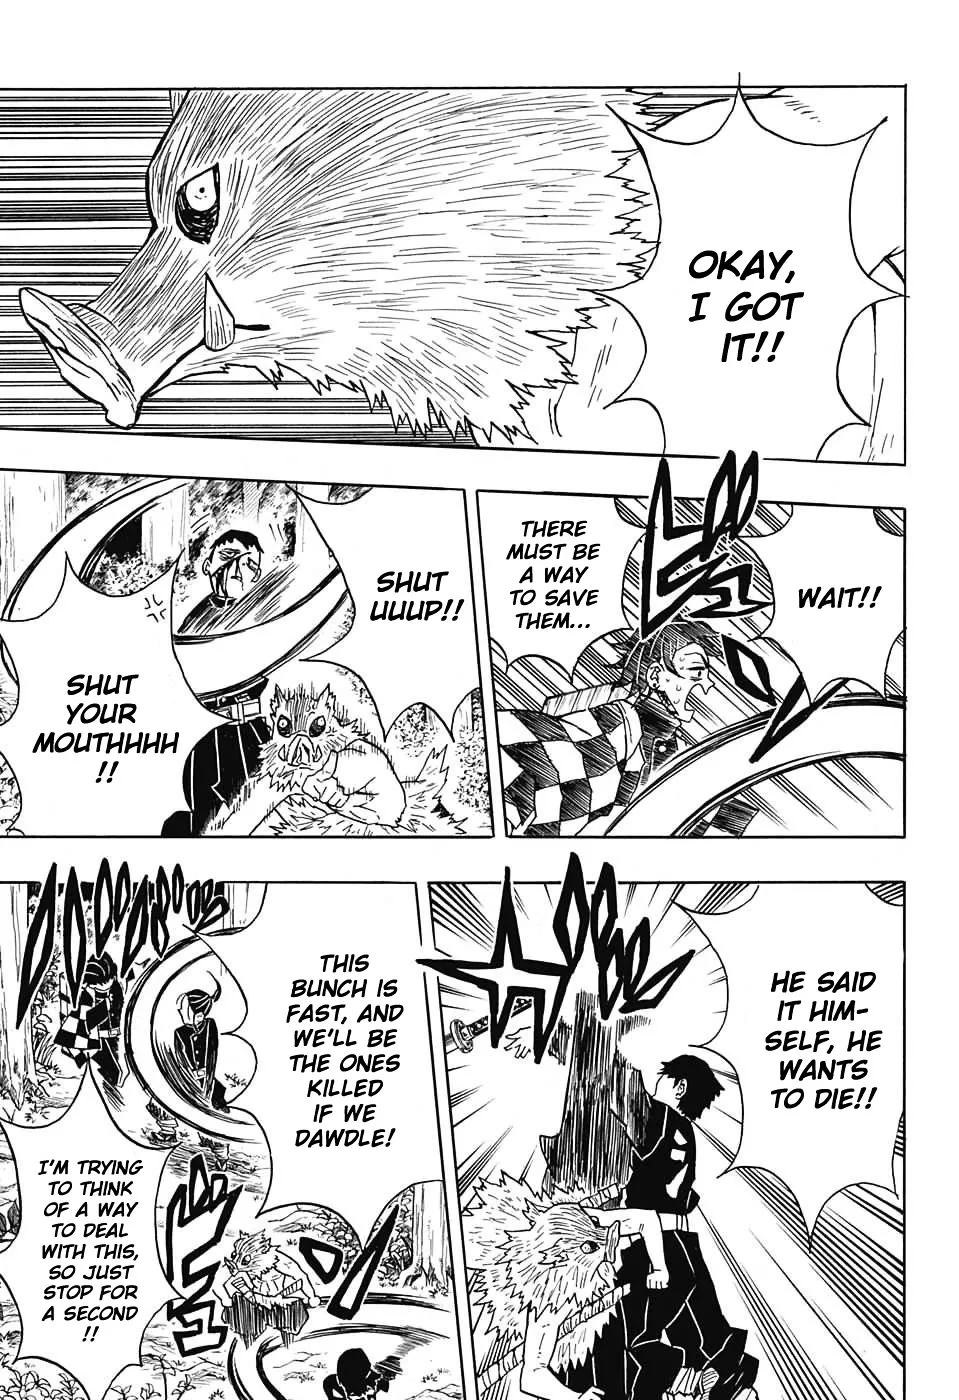 OKAY,
I GOT
IT!!
WAIT!!
THERE
MUST BE
A WAY
TO SAVE
THEM...
SHUT
UUUP!!
SHUT
YOUR
MOUTHHHH
!!
HE SAID
IT HIM-
SELF, HE
WANTS
TO DIE!!
THIS
BUNCH IS
FAST, AND
WE'LL BE
THE ONES
KILLED
IF WE
DAWDLE!
I'M TRYING
TO THINK
OF A WAY
TO DEAL
WITH THIS,
SO JUST
STOP FOR
A SECOND
!!